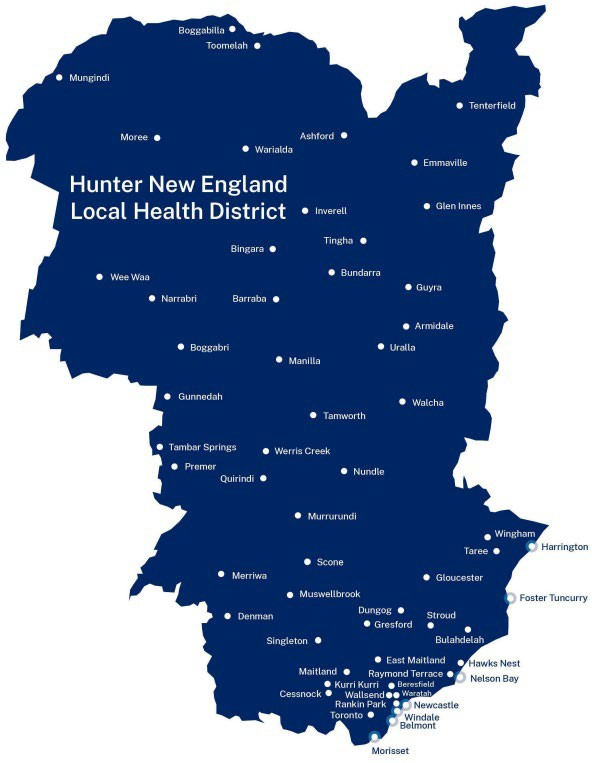 Boggabilla
Toomelah
Mungindi
Tenterfield
Moree
Ashford
Warialda
Emmaville
Hunter New England
Local Health District
Glen Innes
Inverell
Tingha
Bingara
Bundarra
Wee Waa
Guyra
Narrabri
Barraba
Armidale
Boggabri
Uralla
Manilla
Gunnedah
Walcha
Tamworth
Tambar Springs
Werris Creek
Premer
Nundle
Quirindi
Murrurundi
Wingham
Harrington
Taree
Scone
Merriwa
Gloucester
Muswellbrook
Foster Tuncurry
Dungog
Denman
Stroud
Gresford
Singleton
Bulahdelah
East Maitland
Hawks Nest
Maitland
Raymond Terrace
Nelson Bay
Kurri Kurri
Beresfield
Cessnock
Wallsend
Waratah
Rankin Park
Newcastle
Toronto
Windale
Belmont
Morisset